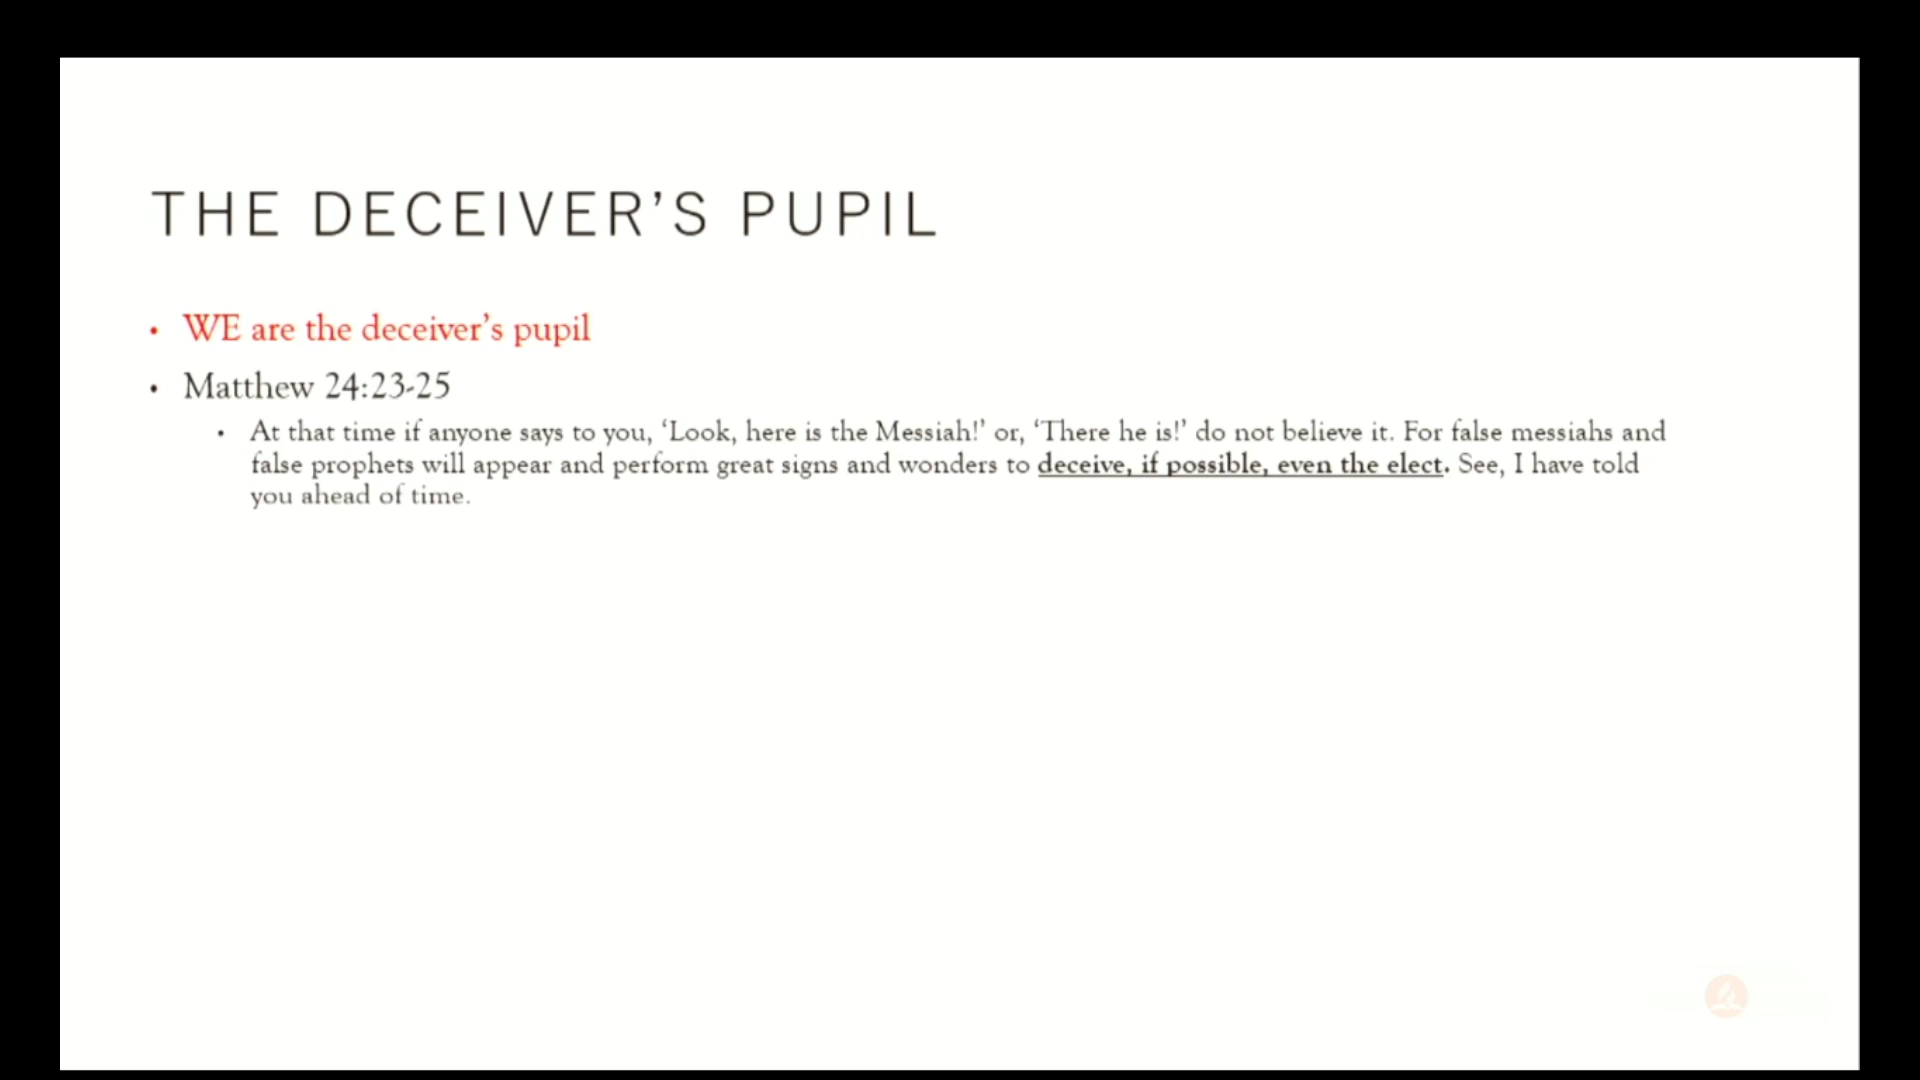 THE DECEIVER’S PUPIL
• WE are the deceiver’s pupil
• Matthew 24:23-25
• At that time if anyone says to you, ‘Look, here is the Messiah!’ or, ‘There he is!’ do not believe it. For false messiahs and
false prophets will appear and perform great signs and wonders to deceive, if possible, even the elect. See, I have told
you ahead of time.